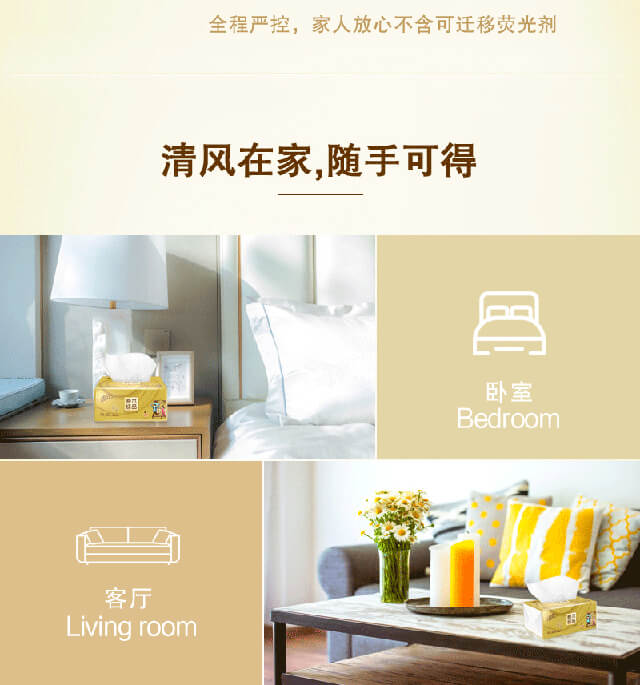 全程严控，家人放心不含可迁移荧光剂
清风在家,随手可得
卧室
Bedroom
客厅
Living room